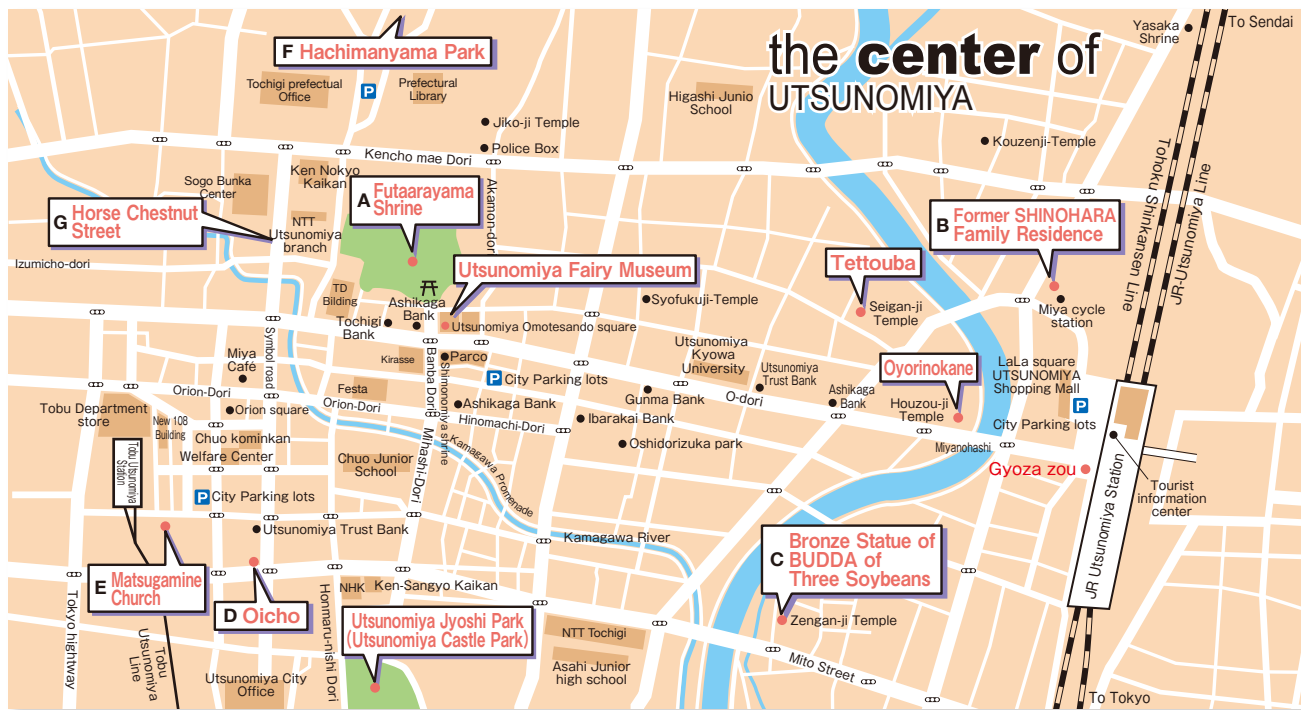 the center of
UTSUNOMIYA
Yasaka
Shrine
To Sendai
F Hachimanyama Park
Tochigi prefectual
Office
P
Prefectural
Library
Higashi Junio
School
Jiko-ji Temple
Police Box
Kouzenji-Temple
Kencho mae Dori
Tohoku Shinkansen Line
JR-Utsunomiya Line
Sogo Bunka
Center
Ken Nokyo
Kaikan
Akamon-dori
A Futaarayama
Shrine
G Horse Chestnut
Street
NTT
Utsunomiya
branch
B Former SHINOHARA
Family Residence
Izumicho-dori
Utsunomiya Fairy Museum
Tettouba
TD
Bilding
Ashikaga
Bank
Syofukuji-Temple
Seigan-ji
Temple
Miya cycle
station
Tochigi
Bank
Utsunomiya Omotesando square
Symbol road
Miya
Café
Kirasse
Banba Dori
Shimonomiya shrine
Parco
Utsunomiya
Kyowa
University
Utsunomiya
Trust Bank
Oyorinokane
LaLa square
UTSUNOMIYA
Shopping Mall
P City Parking lots
Orion-Dori
Festa
Orion-Dori
Gunma Bank
O-dori
Ashikaga
Bank
Houzou-ji
Temple
P
City Parking lots
Tobu Department
store
Orion square
New 108
Building
Ashikaga Bank
Hinomachi-Dori
Ibarakai Bank
Chuo kominkan
Welfare Center
Mihashi-Dori
Oshidorizuka park
Miyanohashi
Tobu Utsunomiya
Station
Chuo Junior
School
Kamagawa Promenade
Gyoza zou
JR Utsunomiya Station
Tourist
information
center
P City Parking lots
Utsunomiya Trust Bank
Kamagawa River
C Bronze Statue of
BUDDA of
Three Soybeans
E Matsugamine
Church
D Oicho
NHK
Ken-Sangyo Kaikan
Tokyo hightway
Tobu
Utsunomiya
Line
Honmaru-nishi Dori
Utsunomiya Jyoshi Park
(Utsunomiya Castle Park)
NTT Tochigi
Zengan-ji Temple
Asahi Junior
high school
Mito Street
Utsunomiya City
Office
To Tokyo